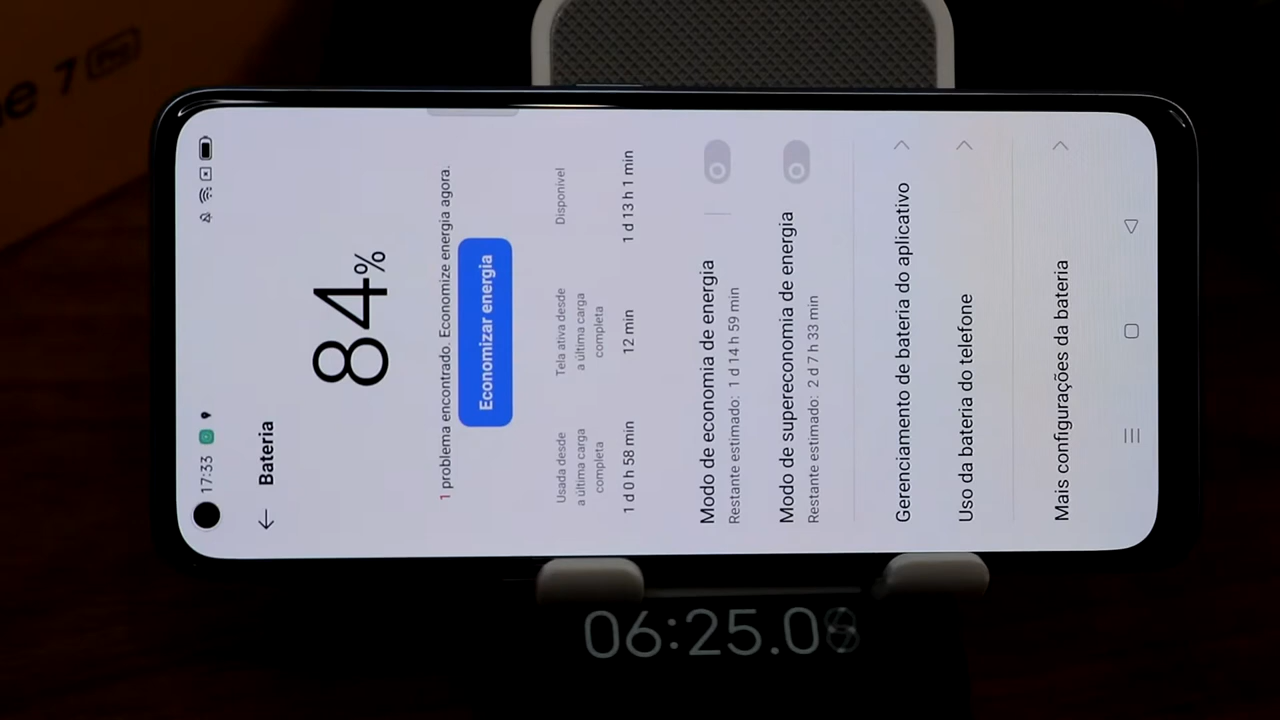 e 7 Pro
17:33
Bateria
84%
1 problema encontrado. Economize energia agora.
Economizar energia
Usada desde
a última carga
completa
1 d 0 h 58 min
Tela ativa desde
a última carga
completa
12 min
Disponível
1 d 13 h 1 min
Modo de economia de energia
Restante estimado: 1 d 14 h 59 min
Modo de supereconomia de energia
Restante estimado: 2 d 7 h 33 min
Gerenciamento de bateria do aplicativo
Uso da bateria do telefone
Mais configurações da bateria